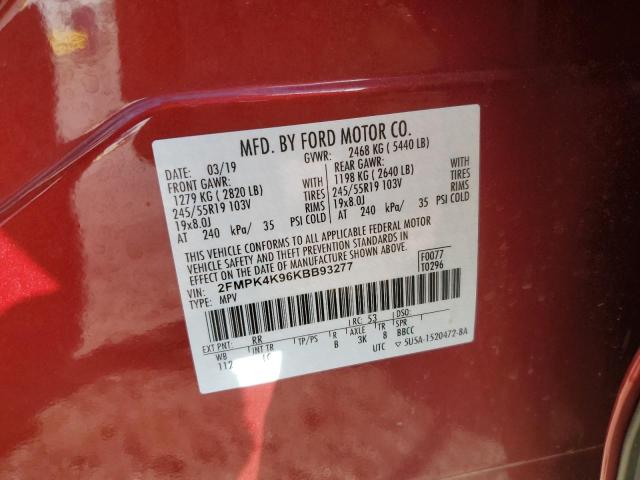 MFD. BY FORD MOTOR CO.
DATE: 03/19 GVWR: 2468 KG ( 5440 LB)
FRONT GAWR: REAR GAWR:
1279 KG ( 2820 LB) WITH 1198 KG ( 2640 LB) WITH
245/55R19 103V TIRES 245/55R19 103V TIRES
19x8.0J RIMS 19x8.0J RIMS
AT 240 kPa/ 35 PSI COLD AT 240 kPa/ 35 PSI COLD
THIS VEHICLE CONFORMS TO ALL APPLICABLE FEDERAL MOTOR
VEHICLE SAFETY AND THEFT PREVENTION STANDARDS IN
EFFECT ON THE DATE OF MANUFACTURE SHOWN ABOVE.
VIN: 2FMPK4K96KBB93277 F0077
TYPE: MPV T0296
EXT PNT: RR RC: 53 DSO:
WB INT TR TP/PS R AXLE TR SPR
112 B 3K 8 BBCC
UTC ▽ 5U5A-1520472-BA